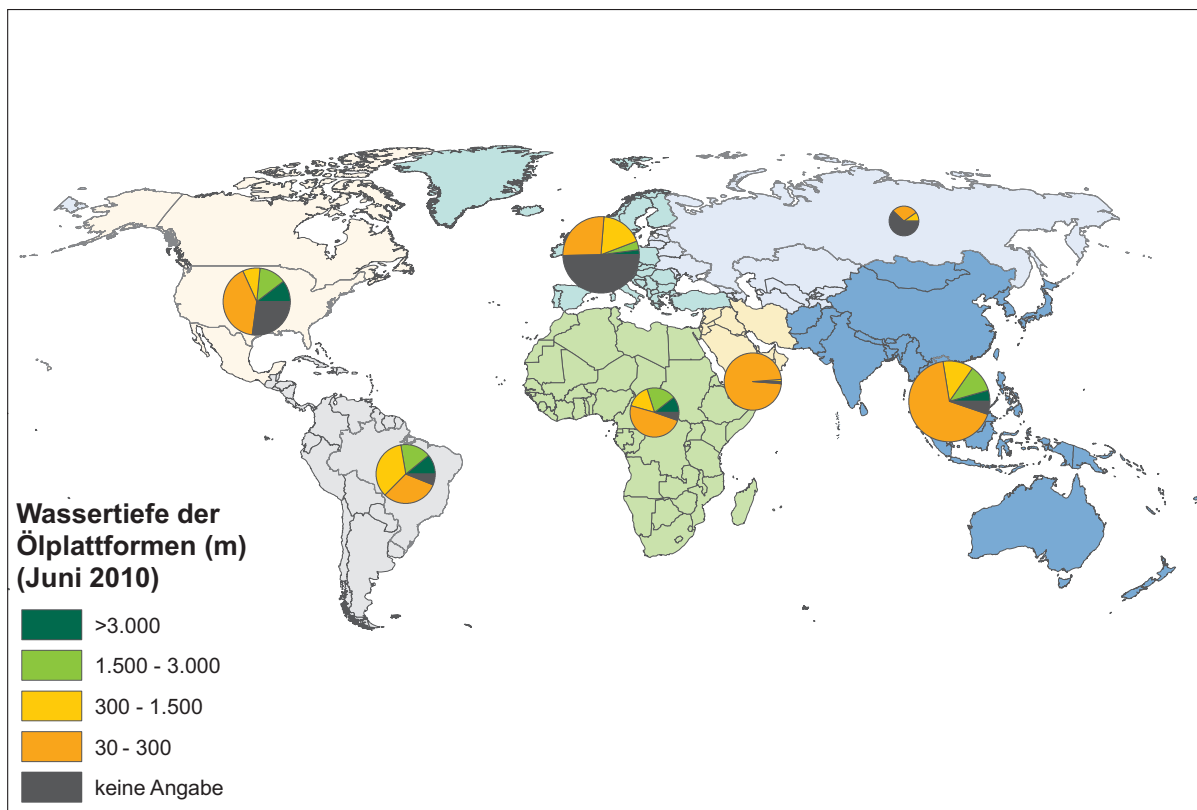 Wassertiefe der
Ölplattformen (m)
(Juni 2010)
>3.000
1.500 - 3.000
300 - 1.500
30 - 300
keine Angabe